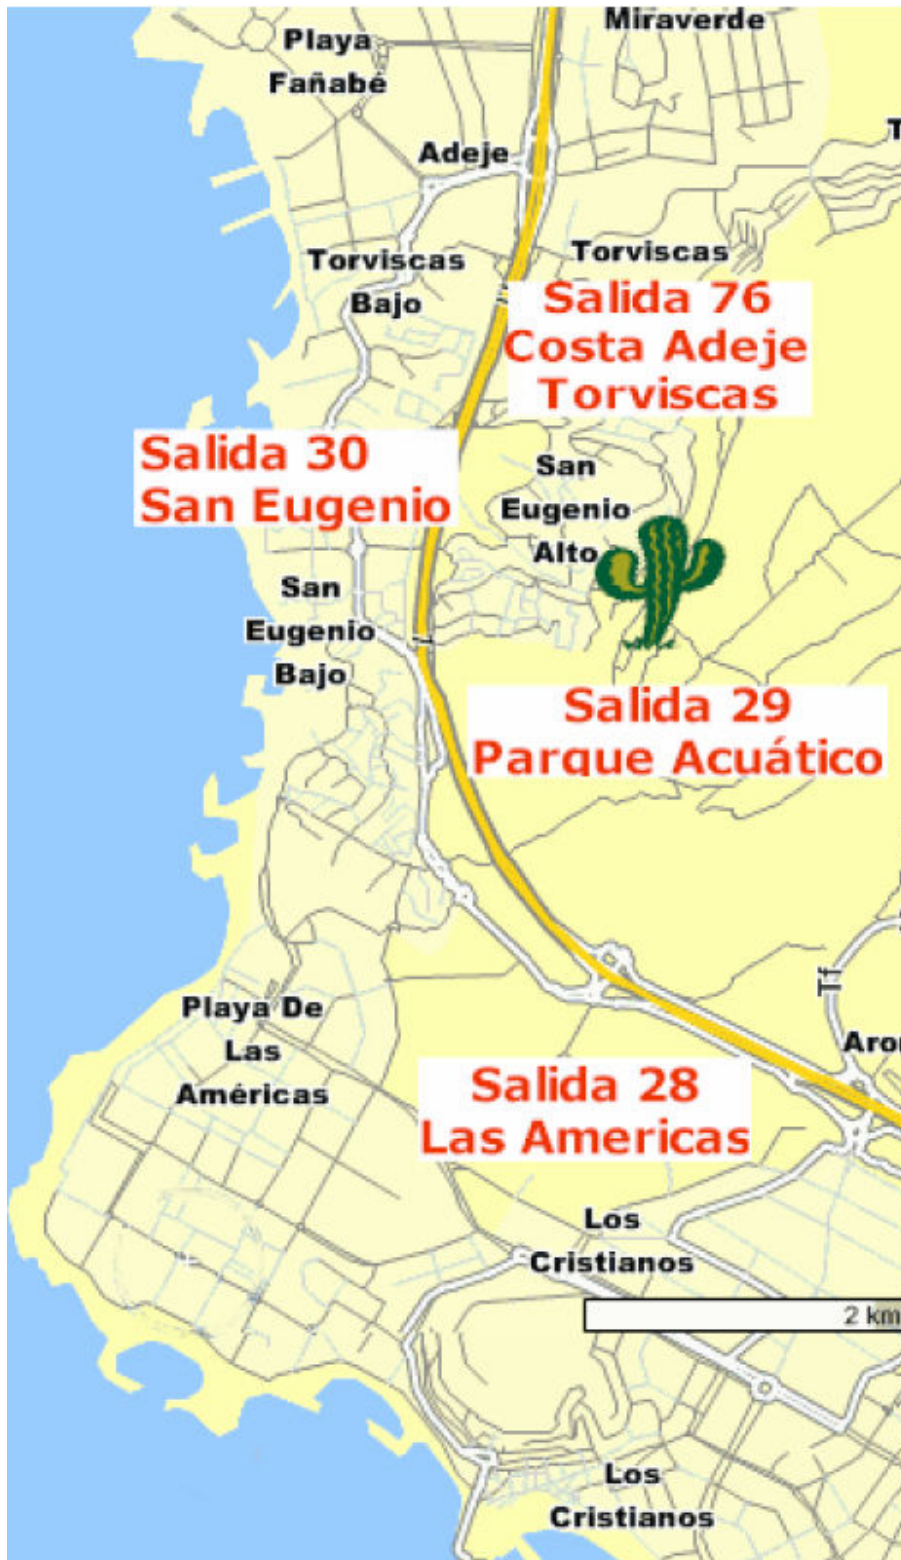 Miraverde
Playa
Fañabé
Adeje
T
Torviscas
Bajo
Torviscas
Salida 76
Costa Adeje
Torviscas
Salida 30
San Eugenio
San
Eugenio
Alto
San
Eugenio
Bajo
Salida 29
Parque Acuático
Tf
Playa De
Las
Américas
Aro
Salida 28
Las Americas
Los
Cristianos
2 km
Los
Cristianos